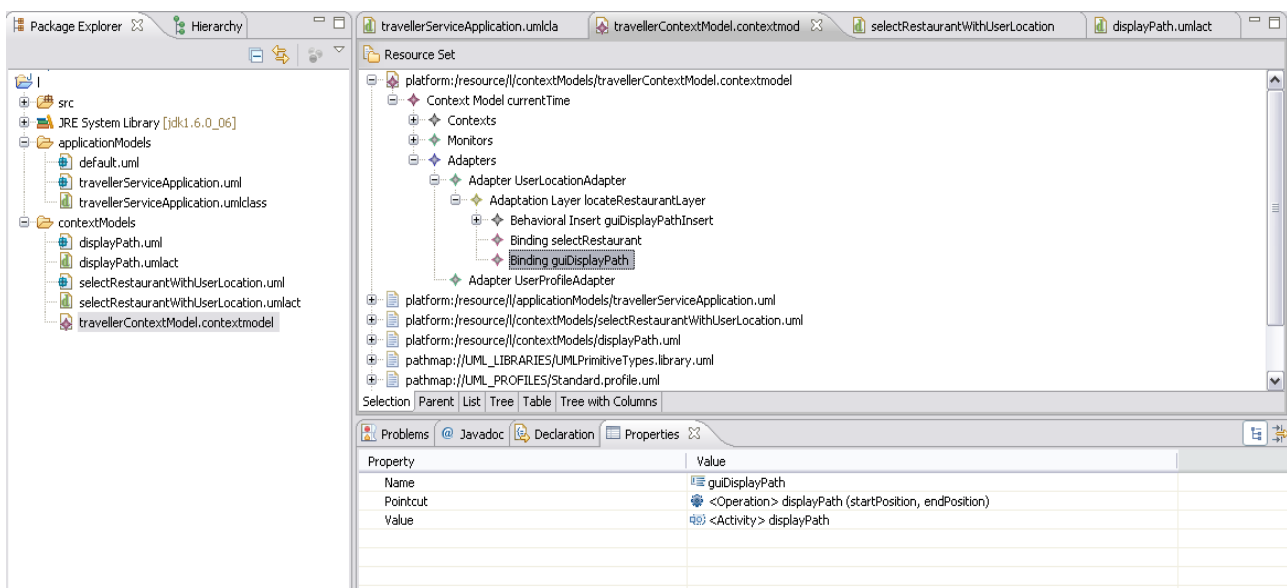 Package Explorer
Hierarchy
travellerServiceApplication.umlcla
travellerContextModel.contextmod
selectRestaurantWithUserLocation
displayPath.umlact
l
src
JRE System Library [jdk1.6.0_06]
applicationModels
default.uml
travellerServiceApplication.uml
travellerServiceApplication.umlclass
contextModels
displayPath.uml
displayPath.umlact
selectRestaurantWithUserLocation.uml
selectRestaurantWithUserLocation.umlact
travellerContextModel.contextmodel
Resource Set
platform:/resource/l/contextModels/travellerContextModel.contextmodel
Context Model currentTime
Contexts
Monitors
Adapters
Adapter UserLocationAdapter
Adaptation Layer locateRestaurantLayer
Behavioral Insert guiDisplayPathInsert
Binding selectRestaurant
Binding guiDisplayPath
Adapter UserProfileAdapter
platform:/resource/l/applicationModels/travellerServiceApplication.uml
platform:/resource/l/contextModels/selectRestaurantWithUserLocation.uml
platform:/resource/l/contextModels/displayPath.uml
pathmap://UML_LIBRARIES/UMLPrimitiveTypes.library.uml
pathmap://UML_PROFILES/Standard.profile.uml
Selection Parent List Tree Table Tree with Columns
Problems @ Javadoc Declaration Properties
Property Value
Name guiDisplayPath
Pointcut <Operation> displayPath (startPosition, endPosition)
Value <Activity> displayPath